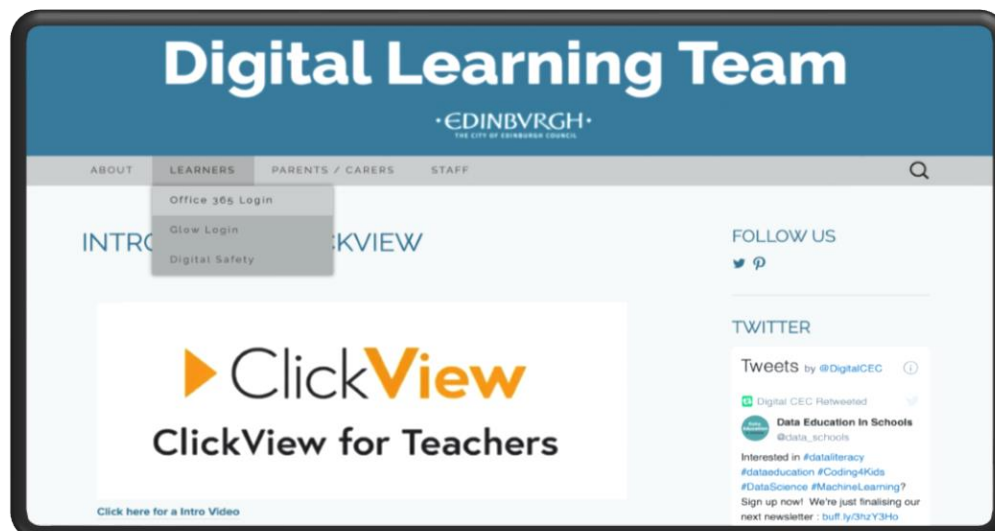 Digital Learning Team
·EDINBVRGH·
THE CITY OF EDINBURGH COUNCIL
ABOUT LEARNERS PARENTS / CARERS STAFF
Office 365 Login
Glow Login
Digital Safety
INTRO
CKVIEW
ClickView
ClickView for Teachers
Click here for a Intro Video
FOLLOW US
TWITTER
Tweets by @DigitalCEC
Digital CEC Retweeted
Data Education In Schools
@data_schools
Interested in #dataliteracy
#dataeducation #Coding4Kids
#DataScience #MachineLearning?
Sign up now! We're just finalising our
next newsletter : buff.ly/3hzY3Ho